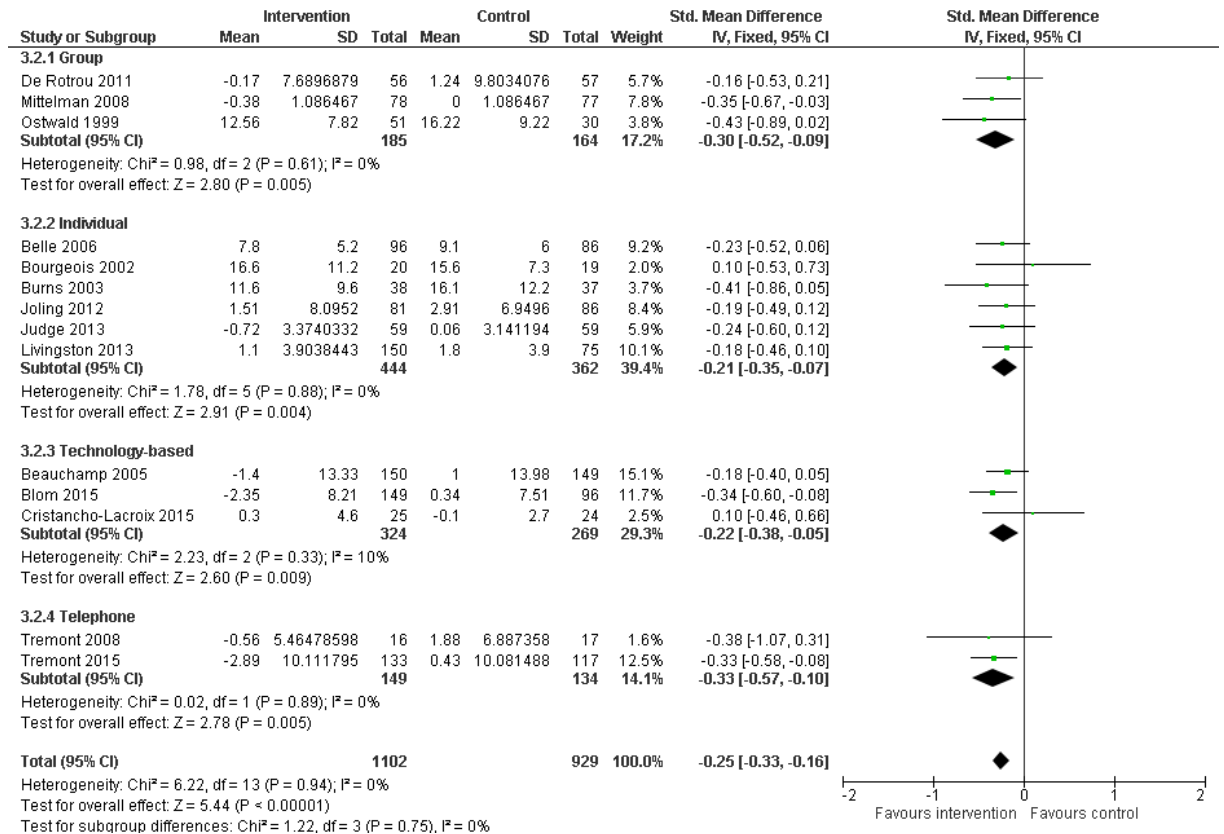 Intervention Control Std. Mean Difference Std. Mean Difference
Study or Subgroup Mean SD Total Mean SD Total Weight IV, Fixed, 95% CI IV, Fixed, 95% CI
3.2.1 Group
De Rotrou 2011 -0.17 7.6896879 56 1.24 9.8034076 57 5.7% -0.16 [-0.53, 0.21]
Mittelman 2008 -0.38 1.086467 78 0 1.086467 77 7.8% -0.35 [-0.67, -0.03]
Ostwald 1999 12.56 7.82 51 16.22 9.22 30 3.8% -0.43 [-0.89, 0.02]
Subtotal (95% CI) 185 164 17.2% -0.30 [-0.52, -0.09]
Heterogeneity: Chi² = 0.98, df = 2 (P = 0.61); I² = 0%
Test for overall effect: Z = 2.80 (P = 0.005)
3.2.2 Individual
Belle 2006 7.8 5.2 96 9.1 6 86 9.2% -0.23 [-0.52, 0.06]
Bourgeois 2002 16.6 11.2 20 15.6 7.3 19 2.0% 0.10 [-0.53, 0.73]
Burns 2003 11.6 9.6 38 16.1 12.2 37 3.7% -0.41 [-0.86, 0.05]
Joling 2012 1.51 8.0952 81 2.91 6.9496 86 8.4% -0.19 [-0.49, 0.12]
Judge 2013 -0.72 3.3740332 59 0.06 3.141194 59 5.9% -0.24 [-0.60, 0.12]
Livingston 2013 1.1 3.9038443 150 1.8 3.9 75 10.1% -0.18 [-0.46, 0.10]
Subtotal (95% CI) 444 362 39.4% -0.21 [-0.35, -0.07]
Heterogeneity: Chi² = 1.78, df = 5 (P = 0.88); I² = 0%
Test for overall effect: Z = 2.91 (P = 0.004)
3.2.3 Technology-based
Beauchamp 2005 -1.4 13.33 150 1 13.98 149 15.1% -0.18 [-0.40, 0.05]
Blom 2015 -2.35 8.21 149 0.34 7.51 96 11.7% -0.34 [-0.60, -0.08]
Cristancho-Lacroix 2015 0.3 4.6 25 -0.1 2.7 24 2.5% 0.10 [-0.46, 0.66]
Subtotal (95% CI) 324 269 29.3% -0.22 [-0.38, -0.05]
Heterogeneity: Chi² = 2.23, df = 2 (P = 0.33); I² = 10%
Test for overall effect: Z = 2.60 (P = 0.009)
3.2.4 Telephone
Tremont 2008 -0.56 5.46478598 16 1.88 6.887358 17 1.6% -0.38 [-1.07, 0.31]
Tremont 2015 -2.89 10.111795 133 0.43 10.081488 117 12.5% -0.33 [-0.58, -0.08]
Subtotal (95% CI) 149 134 14.1% -0.33 [-0.57, -0.10]
Heterogeneity: Chi² = 0.02, df = 1 (P = 0.89); I² = 0%
Test for overall effect: Z = 2.78 (P = 0.005)
Total (95% CI) 1102 929 100.0% -0.25 [-0.33, -0.16]
Heterogeneity: Chi² = 6.22, df = 13 (P = 0.94); I² = 0%
Test for overall effect: Z = 5.44 (P < 0.00001)
Test for subgroup differences: Chi² = 1.22, df = 3 (P = 0.75), I² = 0%
-2 -1 0 1 2
Favours intervention Favours control